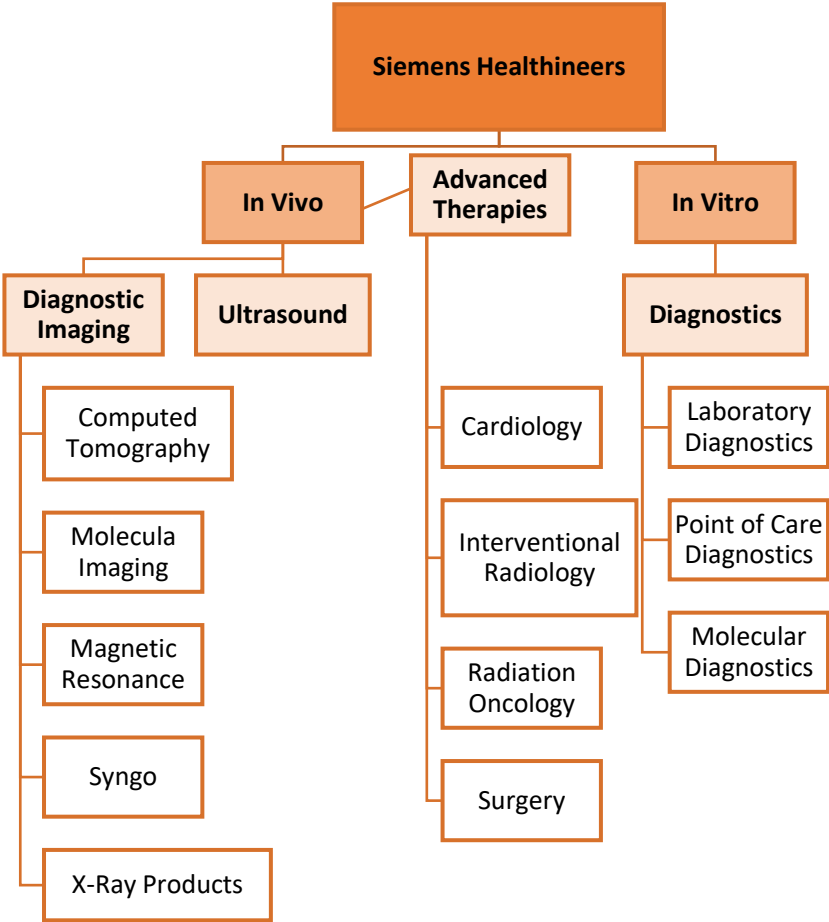 Siemens Healthineers
In Vivo
Advanced
Therapies
In Vitro
Diagnostic
Imaging
Ultrasound
Diagnostics
Computed
Tomography
Molecula
Imaging
Magnetic
Resonance
Syngo
X-Ray Products
Cardiology
Interventional
Radiology
Radiation
Oncology
Surgery
Laboratory
Diagnostics
Point of Care
Diagnostics
Molecular
Diagnostics